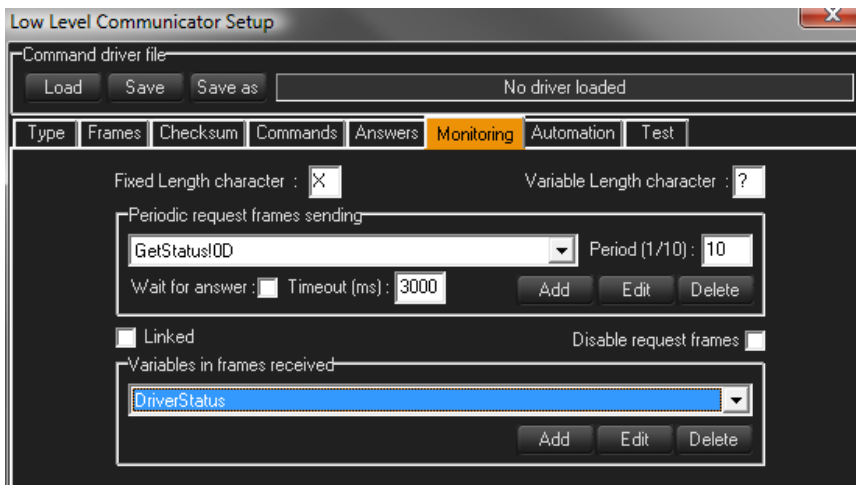 Low Level Communicator Setup
X
Command driver file
Load Save Save as No driver loaded
Type Frames Checksum Commands Answers Monitoring Automation Test
Fixed Length character : X Variable Length character : ?
Periodic request frames sending
GetStatus!0D Period (1/10) : 10
Wait for answer : Timeout (ms) : 3000 Add Edit Delete
Linked Disable request frames
Variables in frames received
DriverStatus
Add Edit Delete